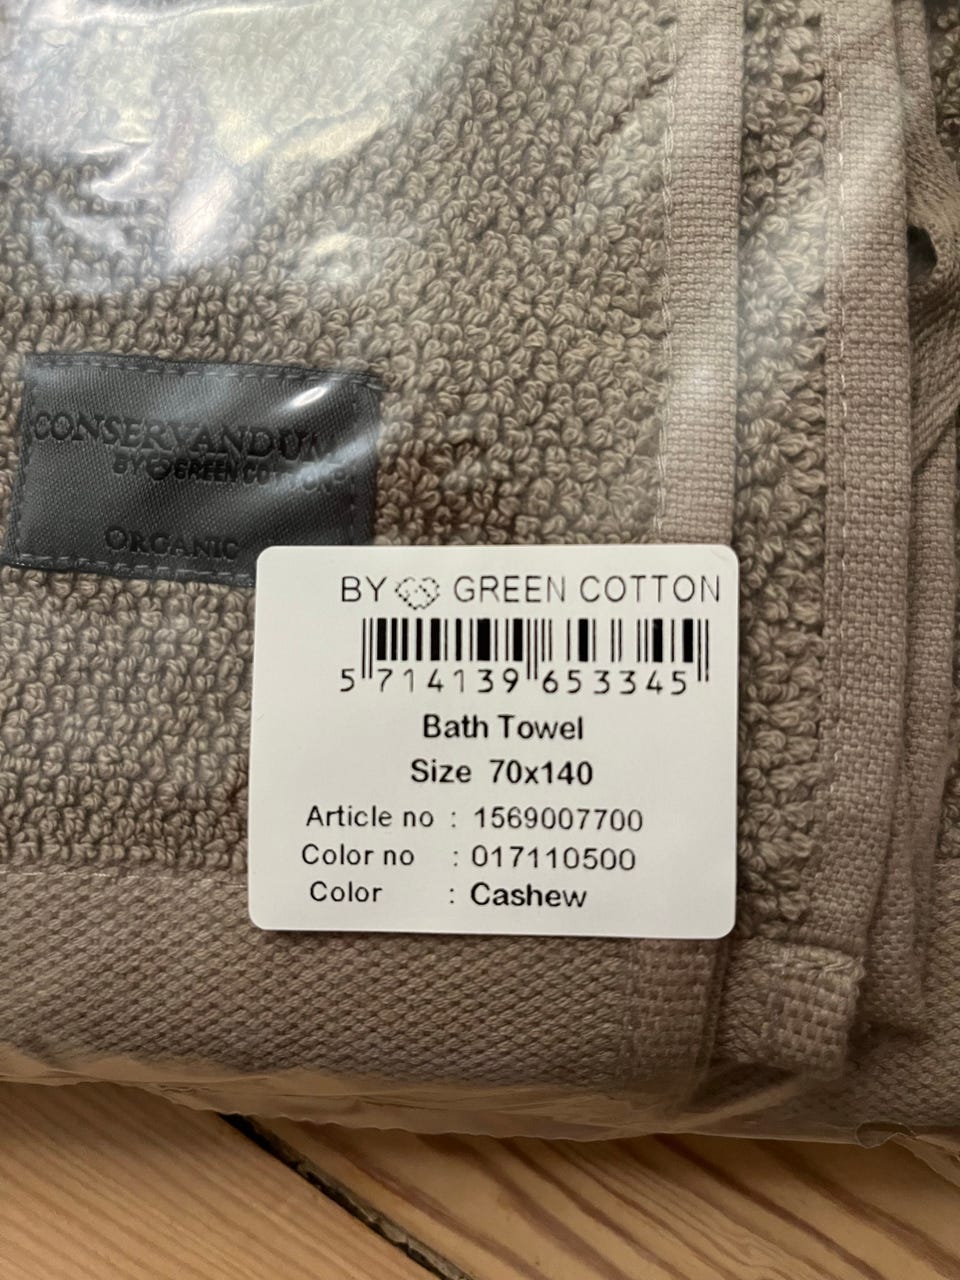 CONSERVANDUM
BY GREEN COTTON
ORGANIC
BY GREEN COTTON
5 714139 653345
Bath Towel
Size 70x140
Article no : 1569007700
Color no : 017110500
Color : Cashew